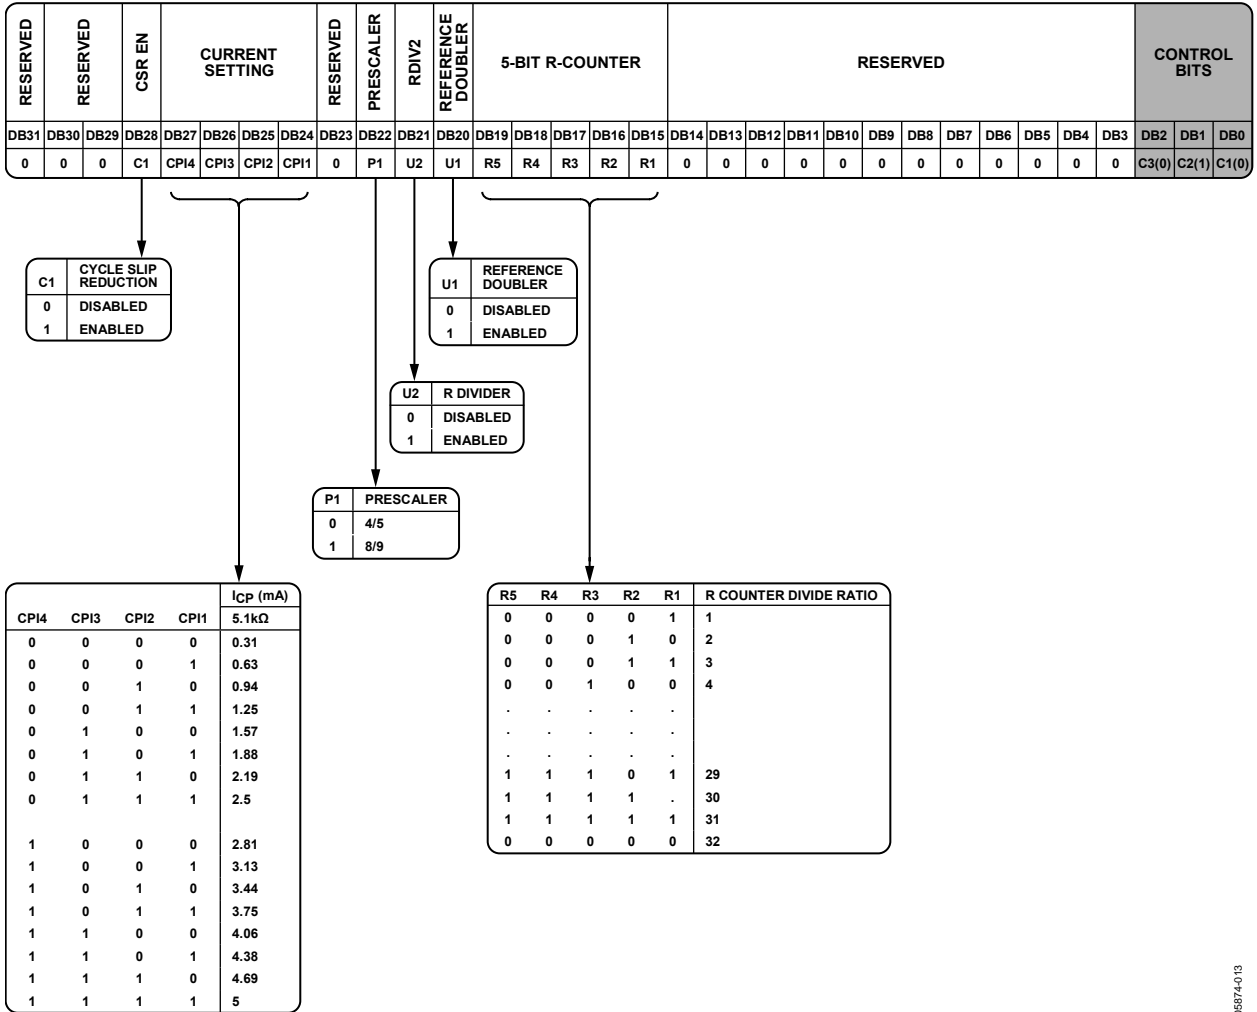 RESERVED RESERVED CSR EN CURRENT SETTING RESERVED PRESCALER RDIV2 REFERENCE DOUBLER 5-BIT R-COUNTER RESERVED CONTROL BITS
DB31 DB30 DB29 DB28 DB27 DB26 DB25 DB24 DB23 DB22 DB21 DB20 DB19 DB18 DB17 DB16 DB15 DB14 DB13 DB12 DB11 DB10 DB9 DB8 DB7 DB6 DB5 DB4 DB3 DB2 DB1 DB0
0 0 0 C1 CPI4 CPI3 CPI2 CPI1 0 P1 U2 U1 R5 R4 R3 R2 R1 0 0 0 0 0 0 0 0 0 0 0 0 C3(0) C2(1) C1(0)
C1 CYCLE SLIP REDUCTION
0 DISABLED
1 ENABLED
U1 REFERENCE DOUBLER
0 DISABLED
1 ENABLED
U2 R DIVIDER
0 DISABLED
1 ENABLED
P1 PRESCALER
0 4/5
1 8/9
ICP (mA)
CPI4 CPI3 CPI2 CPI1 5.1kΩ
0 0 0 0 0.31
0 0 0 1 0.63
0 0 1 0 0.94
0 0 1 1 1.25
0 1 0 0 1.57
0 1 0 1 1.88
0 1 1 0 2.19
0 1 1 1 2.5
1 0 0 0 2.81
1 0 0 1 3.13
1 0 1 0 3.44
1 0 1 1 3.75
1 1 0 0 4.06
1 1 0 1 4.38
1 1 1 0 4.69
1 1 1 1 5
R5 R4 R3 R2 R1 R COUNTER DIVIDE RATIO
0 0 0 0 1 1
0 0 0 1 0 2
0 0 0 1 1 3
0 0 1 0 0 4
. . . . .
. . . . .
. . . . .
1 1 1 0 1 29
1 1 1 1 . 30
1 1 1 1 1 31
0 0 0 0 0 32
05874-013